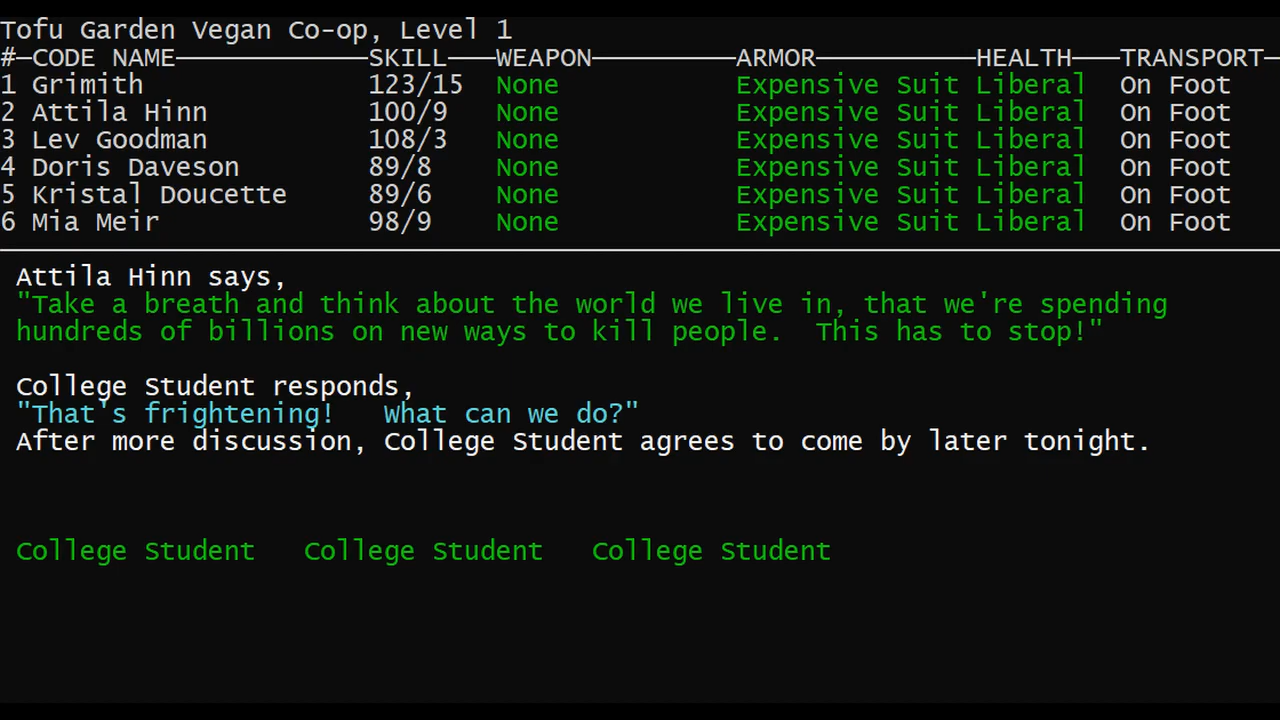 Tofu Garden Vegan Co-op, Level 1
#—CODE NAME————————————SKILL———WEAPON—————————ARMOR——————————HEALTH———TRANSPORT—
1 Grimith 123/15 None Expensive Suit Liberal On Foot
2 Attila Hinn 100/9 None Expensive Suit Liberal On Foot
3 Lev Goodman 108/3 None Expensive Suit Liberal On Foot
4 Doris Daveson 89/8 None Expensive Suit Liberal On Foot
5 Kristal Doucette 89/6 None Expensive Suit Liberal On Foot
6 Mia Meir 98/9 None Expensive Suit Liberal On Foot
Attila Hinn says,
"Take a breath and think about the world we live in, that we're spending
hundreds of billions on new ways to kill people.  This has to stop!"
College Student responds,
"That's frightening!   What can we do?"
After more discussion, College Student agrees to come by later tonight.
College Student   College Student   College Student